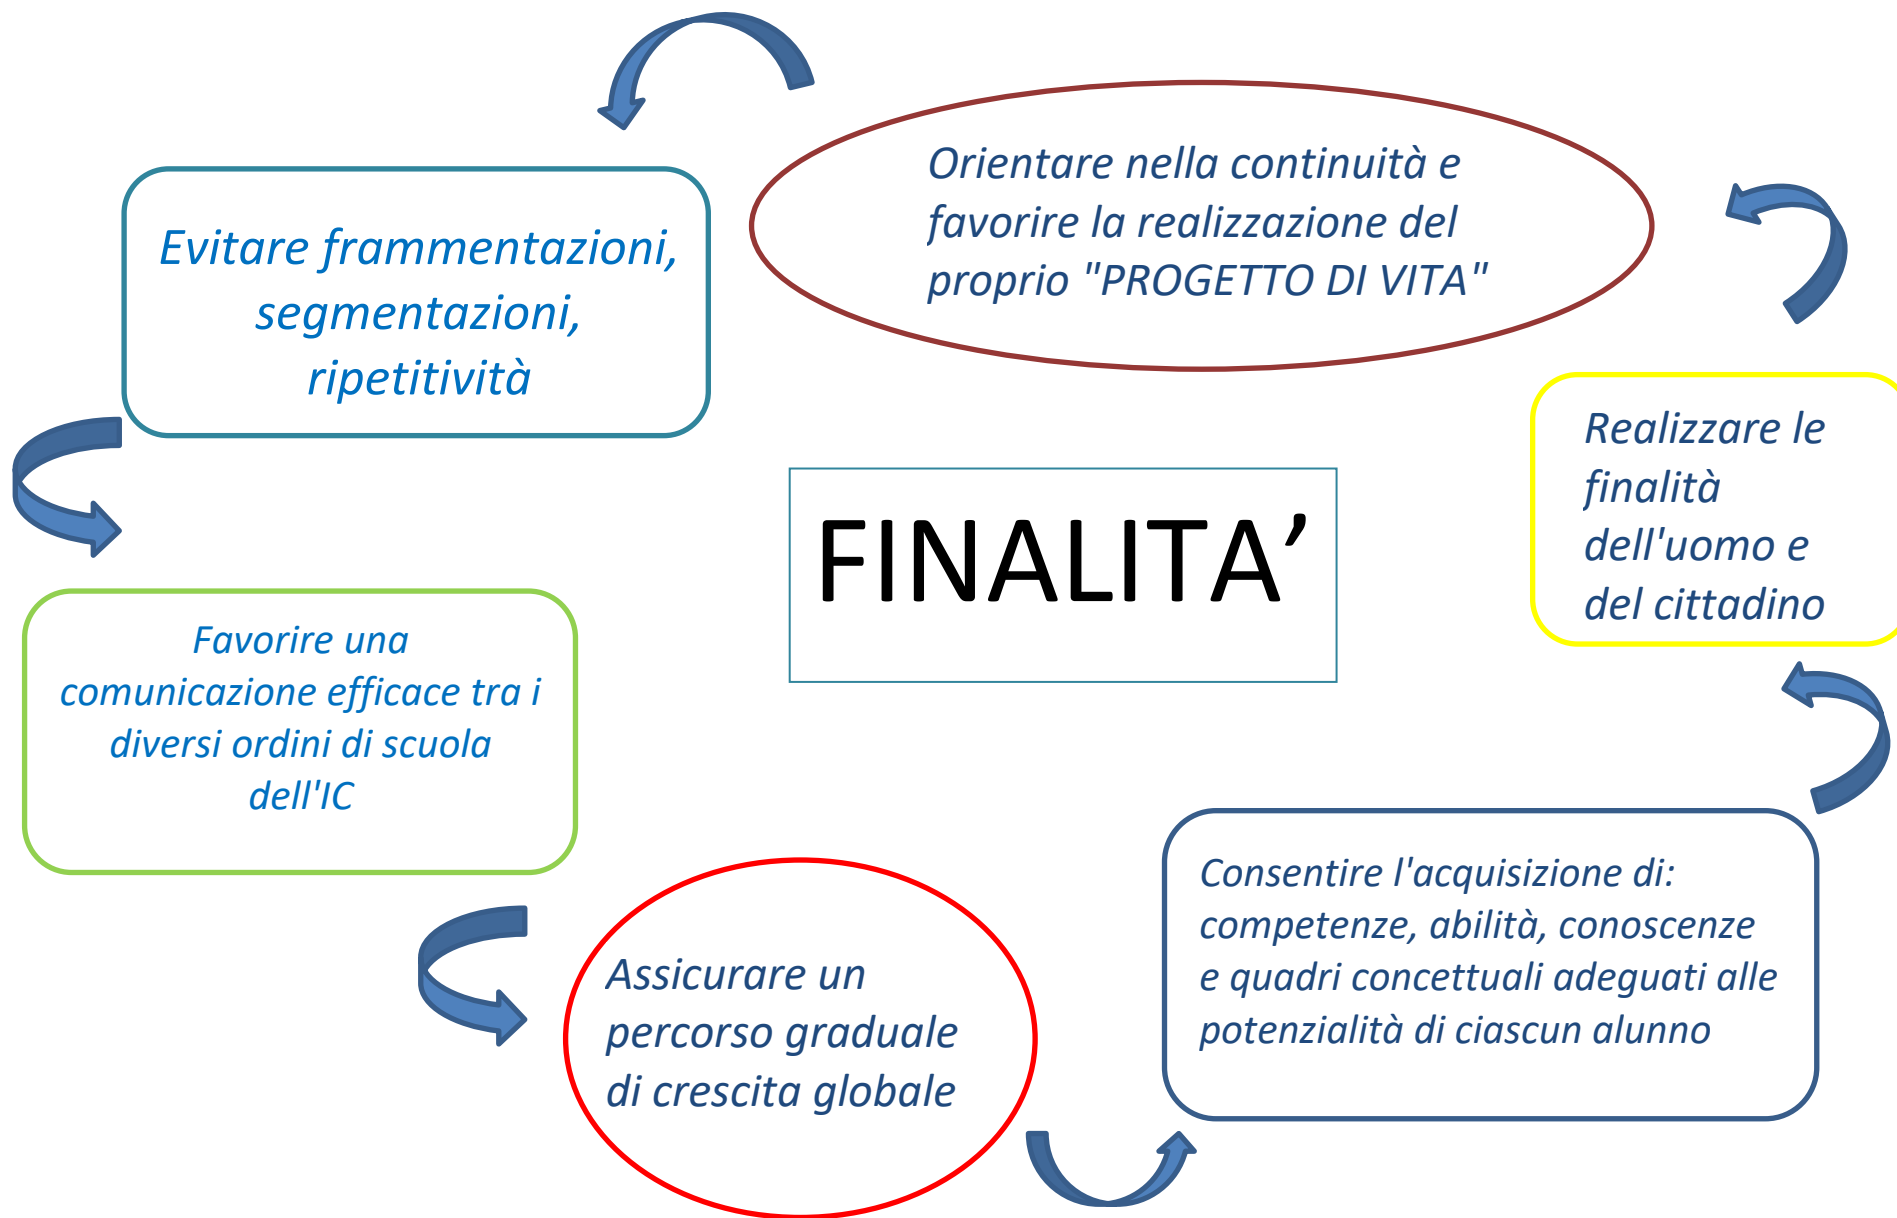 Orientare nella continuità e
favorire la realizzazione del
proprio "PROGETTO DI VITA"
Evitare frammentazioni,
segmentazioni,
ripetitività
Favorire una
comunicazione efficace tra i
diversi ordini di scuola
dell'IC
Assicurare un
percorso graduale
di crescita globale
Consentire l'acquisizione di:
competenze, abilità, conoscenze
e quadri concettuali adeguati alle
potenzialità di ciascun alunno
Realizzare le
finalità
dell'uomo e
del cittadino
FINALITA’